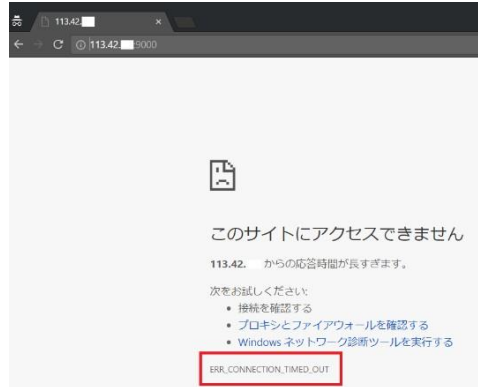 113.42.
113.42. :9000
このサイトにアクセスできません
113.42. からの応答時間が長すぎます。
次をお試しください:
接続を確認する
プロキシとファイアウォールを確認する
Windows ネットワーク診断ツールを実行する
ERR_CONNECTION_TIMED_OUT